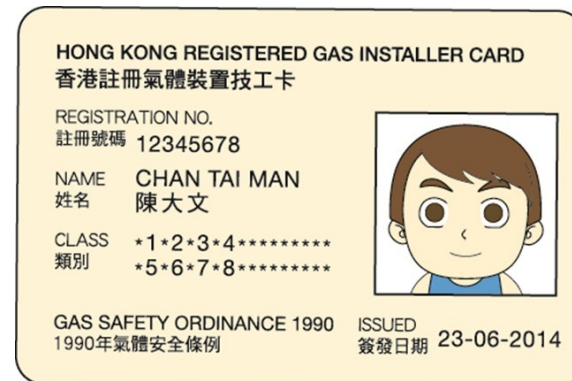 HONG KONG REGISTERED GAS INSTALLER CARD
香港註冊氣體裝置技工卡
REGISTRATION NO.
註冊號碼 12345678
NAME CHAN TAI MAN
姓名 陳大文
CLASS *1*2*3*4*********
類別 *5*6*7*8*********
GAS SAFETY ORDINANCE 1990
1990年氣體安全條例
ISSUED
簽發日期 23-06-2014